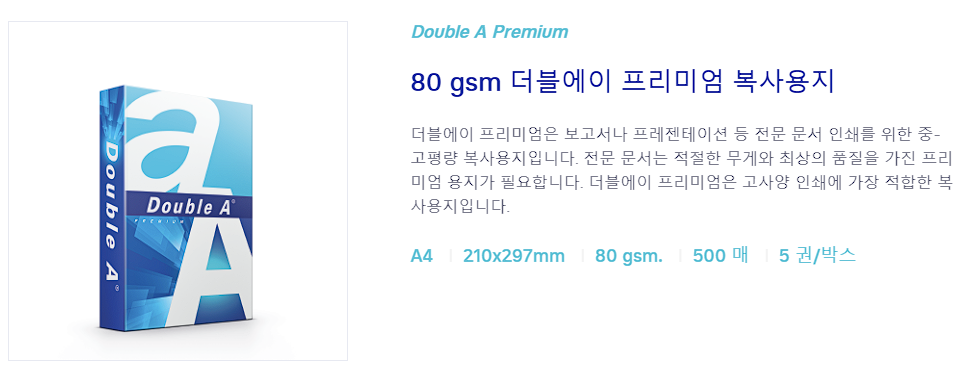 Double A Premium
80 gsm 더블에이 프리미엄 복사용지
더블에이 프리미엄은 보고서나 프레젠테이션 등 전문 문서 인쇄를 위한 중-
고평량 복사용지입니다. 전문 문서는 적절한 무게와 최상의 품질을 가진 프리
미엄 용지가 필요합니다. 더블에이 프리미엄은 고사양 인쇄에 가장 적합한 복
사용지입니다.
A4 210x297mm 80 gsm. 500 매 5 권/박스
a
Double A®
PREMIUM
A
Double A®